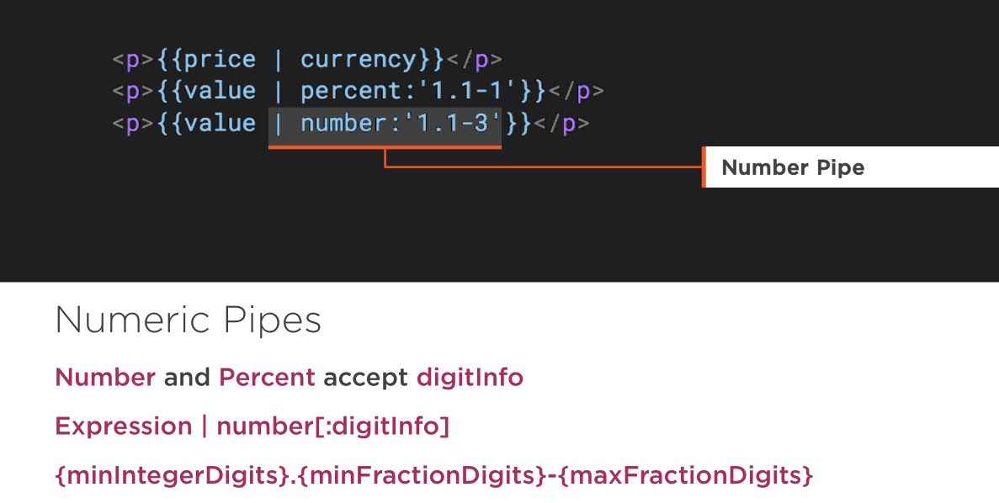 <p>{{price | currency}}</p>
<p>{{value | percent:'1.1-1'}}</p>
<p>{{value | number:'1.1-3'}}</p>
Number Pipe
Numeric Pipes
Number and Percent accept digitInfo
Expression | number[:digitInfo]
{minIntegerDigits}.{minFractionDigits}-{maxFractionDigits}